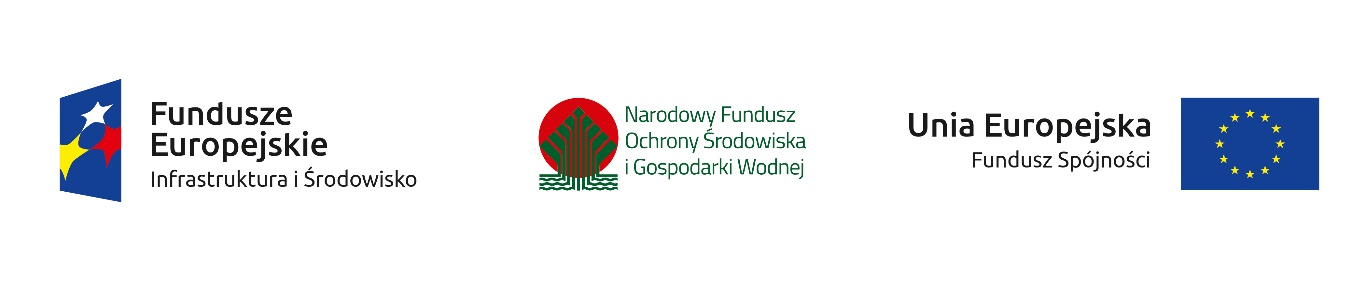 Fundusze
Europejskie
Infrastruktura i Środowisko
Narodowy Fundusz
Ochrony Środowiska
i Gospodarki Wodnej
Unia Europejska
Fundusz Spójności